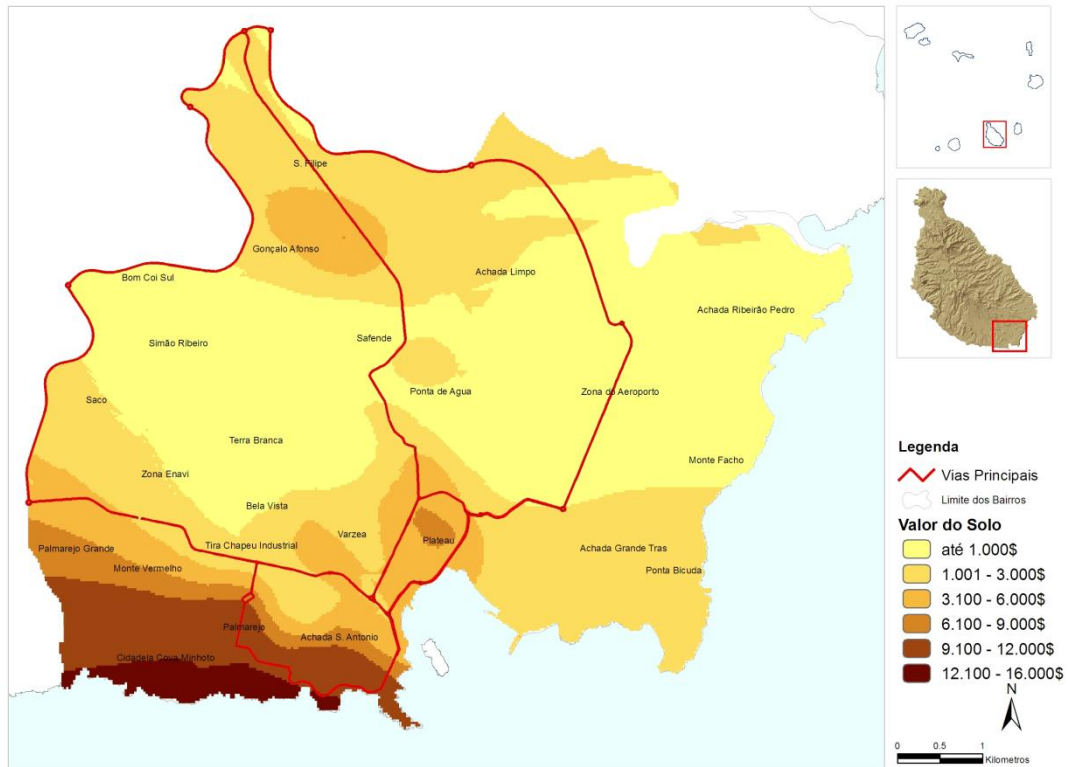 S. Filipe
Gonçalo Afonso
Bom Coi Sul
Achada Limpo
Achada Ribeirão Pedro
Simão Ribeiro
Safende
Saco
Ponta de Agua
Zona do Aeroporto
Terra Branca
Monte Facho
Zona Enavi
Bela Vista
Varzea
Plateau
Tira Chapeu Industrial
Palmarejo Grande
Achada Grande Tras
Monte Vermelho
Ponta Bicuda
Palmarejo
Achada S. Antonio
Cidadela Cova Minhoto
Legenda
Vias Principais
Limite dos Bairros
Valor do Solo
até 1.000$
1.001 - 3.000$
3.100 - 6.000$
6.100 - 9.000$
9.100 - 12.000$
12.100 - 16.000$
N
0 0.5 1
Kilometros